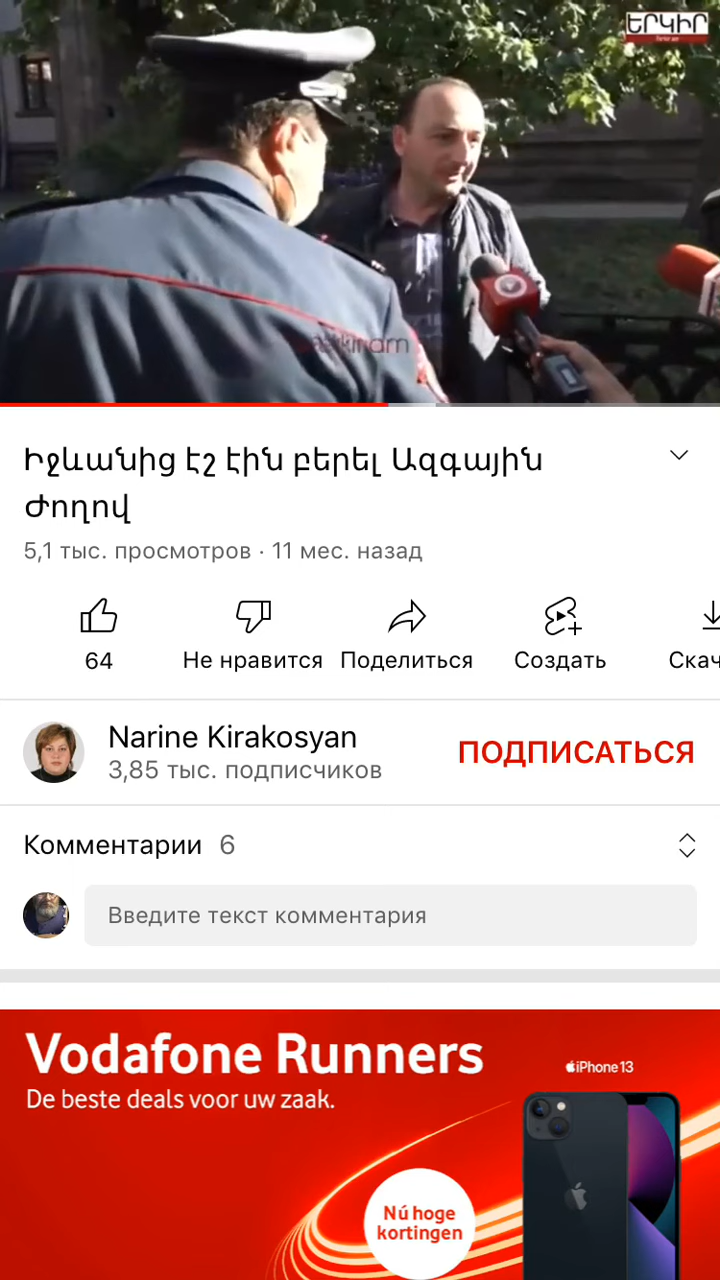 ԵՐԿԻՐ
Իջևանից էշ էին բերել Ազգային
Ժողով
5,1 тыс. просмотров · 11 мес. назад
64
Не нравится
Поделиться
Создать
Скач
Narine Kirakosyan
3,85 тыс. подписчиков
ПОДПИСАТЬСЯ
Комментарии 6
Введите текст комментария
Vodafone Runners
De beste deals voor uw zaak.
iPhone 13
Nú hoge
kortingen